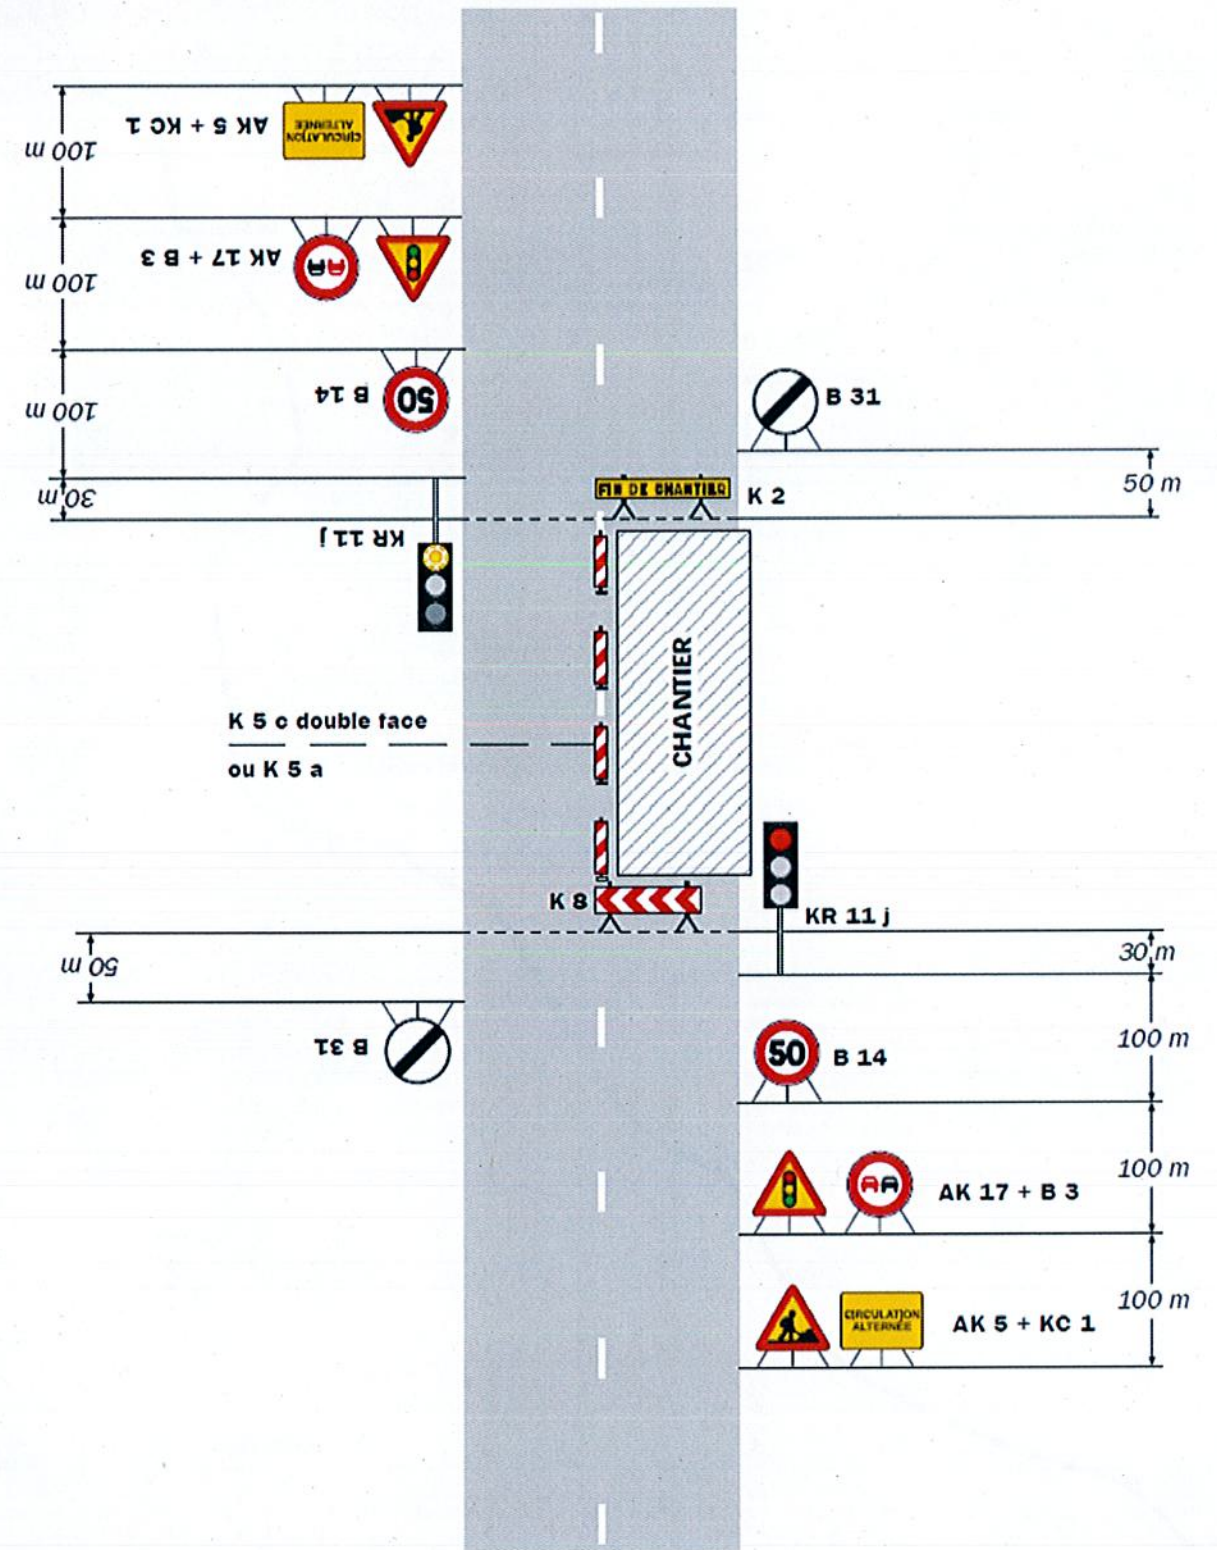 AK 5 + KC 1
CIRCULATION
ALTERNÉE
100 m
AK 17 + B 3
100 m
B 14
50
100 m
B 31
50 m
30 m
FIN DE CHANTIER
K 2
KR 11 j
CHANTIER
K 5 c double face
ou K 5 a
K 8
KR 11 j
30 m
50 m
B 31
50
B 14
100 m
AK 17 + B 3
100 m
CIRCULATION
ALTERNÉE
AK 5 + KC 1
100 m